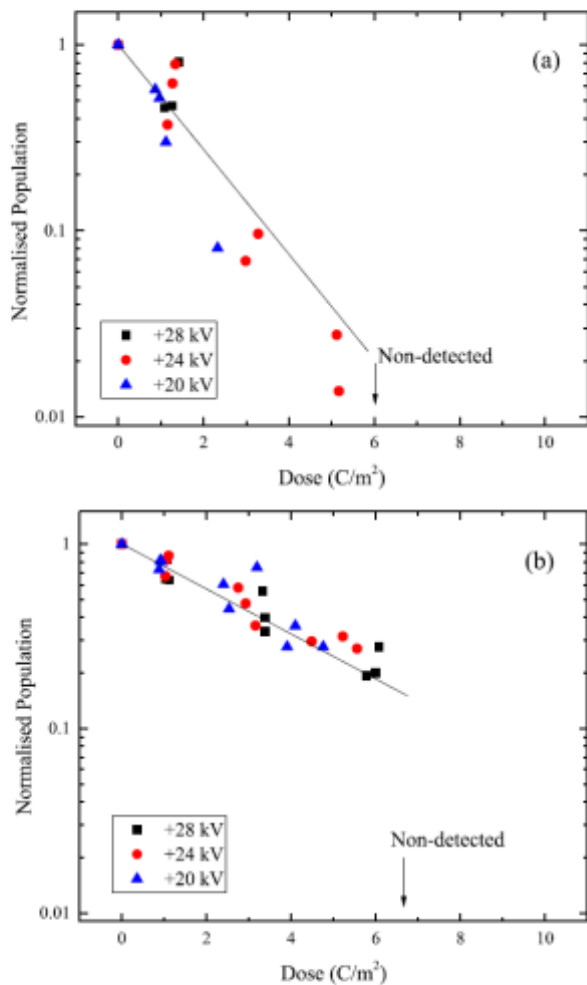 (a)
1
0.1
0.01
Normalised Population
+28 kV
+24 kV
+20 kV
Non-detected
0 2 4 6 8 10
Dose (C/m²)
(b)
1
0.1
0.01
Normalised Population
+28 kV
+24 kV
+20 kV
Non-detected
0 2 4 6 8 10
Dose (C/m²)